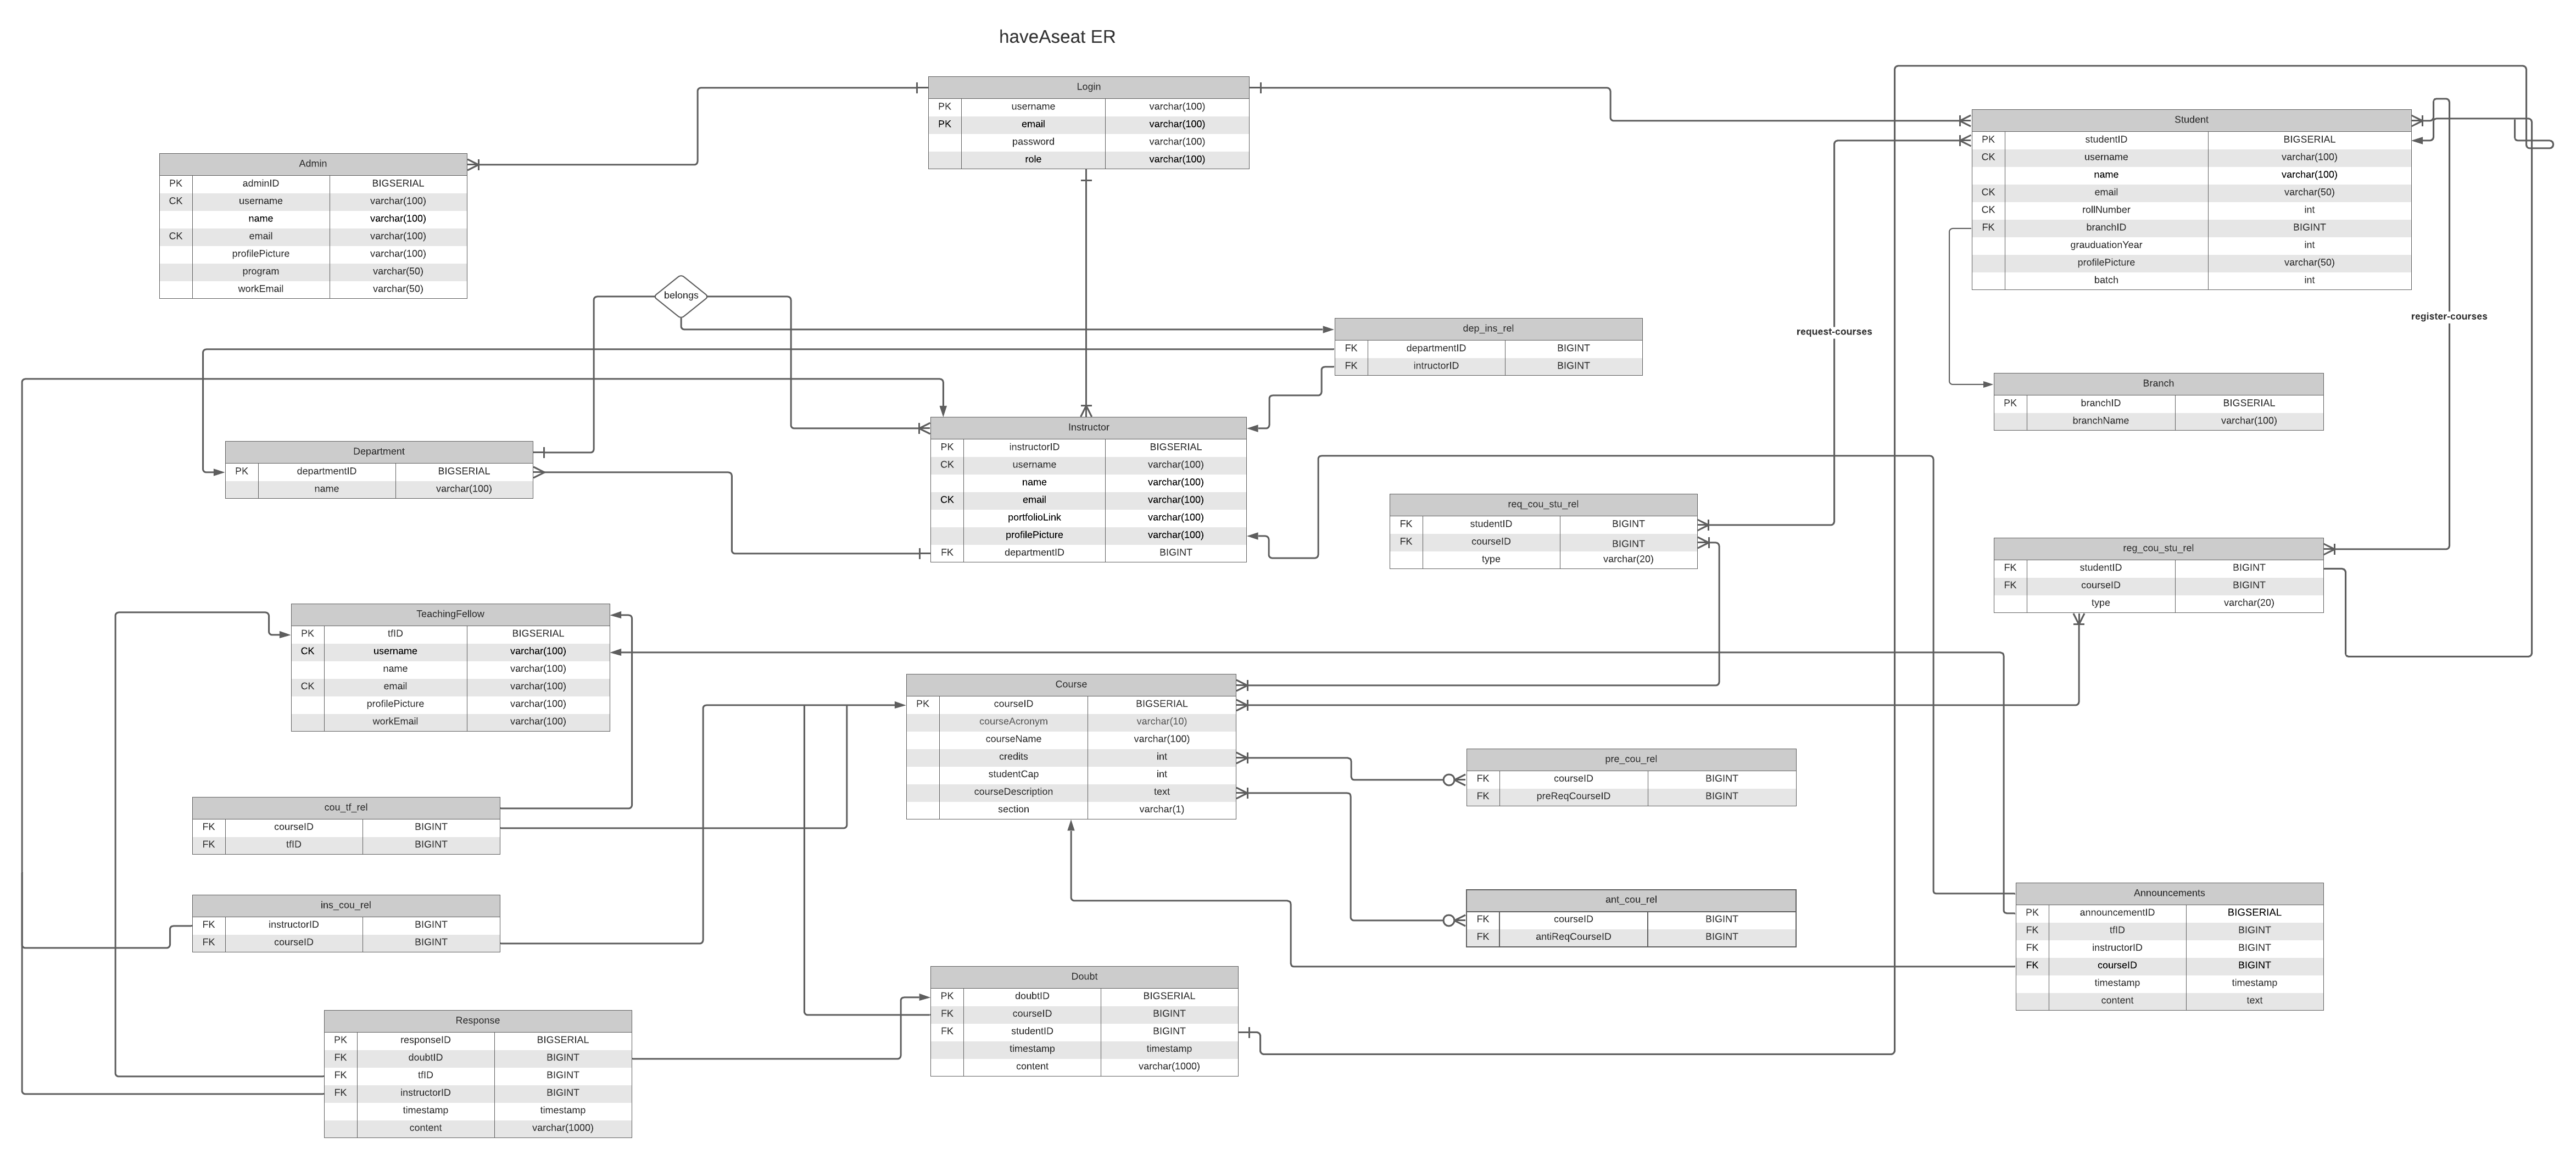 haveAseat ER
Login
PK username varchar(100)
PK email varchar(100)
password varchar(100)
role varchar(100)
Student
PK studentID BIGSERIAL
CK username varchar(100)
name varchar(100)
CK email varchar(50)
CK rollNumber int
FK branchID BIGINT
grauduationYear int
profilePicture varchar(50)
batch int
Admin
PK adminID BIGSERIAL
CK username varchar(100)
name varchar(100)
CK email varchar(100)
profilePicture varchar(100)
program varchar(50)
workEmail varchar(50)
belongs
dep_ins_rel
FK departmentID BIGINT
FK intructorID BIGINT
request-courses
register-courses
Branch
PK branchID BIGSERIAL
branchName varchar(100)
Instructor
PK instructorID BIGSERIAL
CK username varchar(100)
name varchar(100)
CK email varchar(100)
portfolioLink varchar(100)
profilePicture varchar(100)
FK departmentID BIGINT
Department
PK departmentID BIGSERIAL
name varchar(100)
req_cou_stu_rel
FK studentID BIGINT
FK courseID BIGINT
type varchar(20)
reg_cou_stu_rel
FK studentID BIGINT
FK courseID BIGINT
type varchar(20)
TeachingFellow
PK tfID BIGSERIAL
CK username varchar(100)
name varchar(100)
CK email varchar(100)
profilePicture varchar(100)
workEmail varchar(100)
Course
PK courseID BIGSERIAL
courseAcronym varchar(10)
courseName varchar(100)
credits int
studentCap int
courseDescription text
section varchar(1)
pre_cou_rel
FK courseID BIGINT
FK preReqCourseID BIGINT
cou_tf_rel
FK courseID BIGINT
FK tfID BIGINT
ant_cou_rel
FK courseID BIGINT
FK antiReqCourseID BIGINT
Announcements
PK announcementID BIGSERIAL
FK tfID BIGINT
FK instructorID BIGINT
FK courseID BIGINT
timestamp timestamp
content text
ins_cou_rel
FK instructorID BIGINT
FK courseID BIGINT
Doubt
PK doubtID BIGSERIAL
FK courseID BIGINT
FK studentID BIGINT
timestamp timestamp
content varchar(1000)
Response
PK responseID BIGSERIAL
FK doubtID BIGINT
FK tfID BIGINT
FK instructorID BIGINT
timestamp timestamp
content varchar(1000)